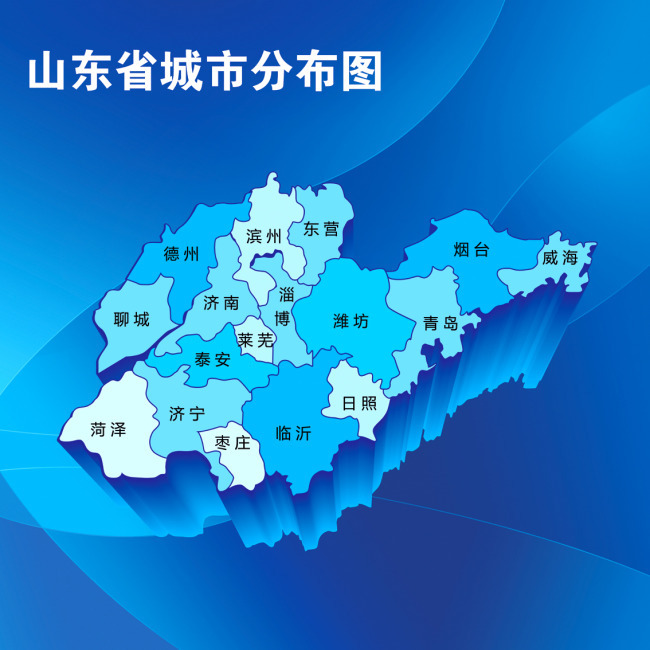 山东省城市分布图
滨州
东营
德州
烟台
威海
济南
淄博
聊城
潍坊
青岛
莱芜
泰安
日照
济宁
菏泽
临沂
枣庄